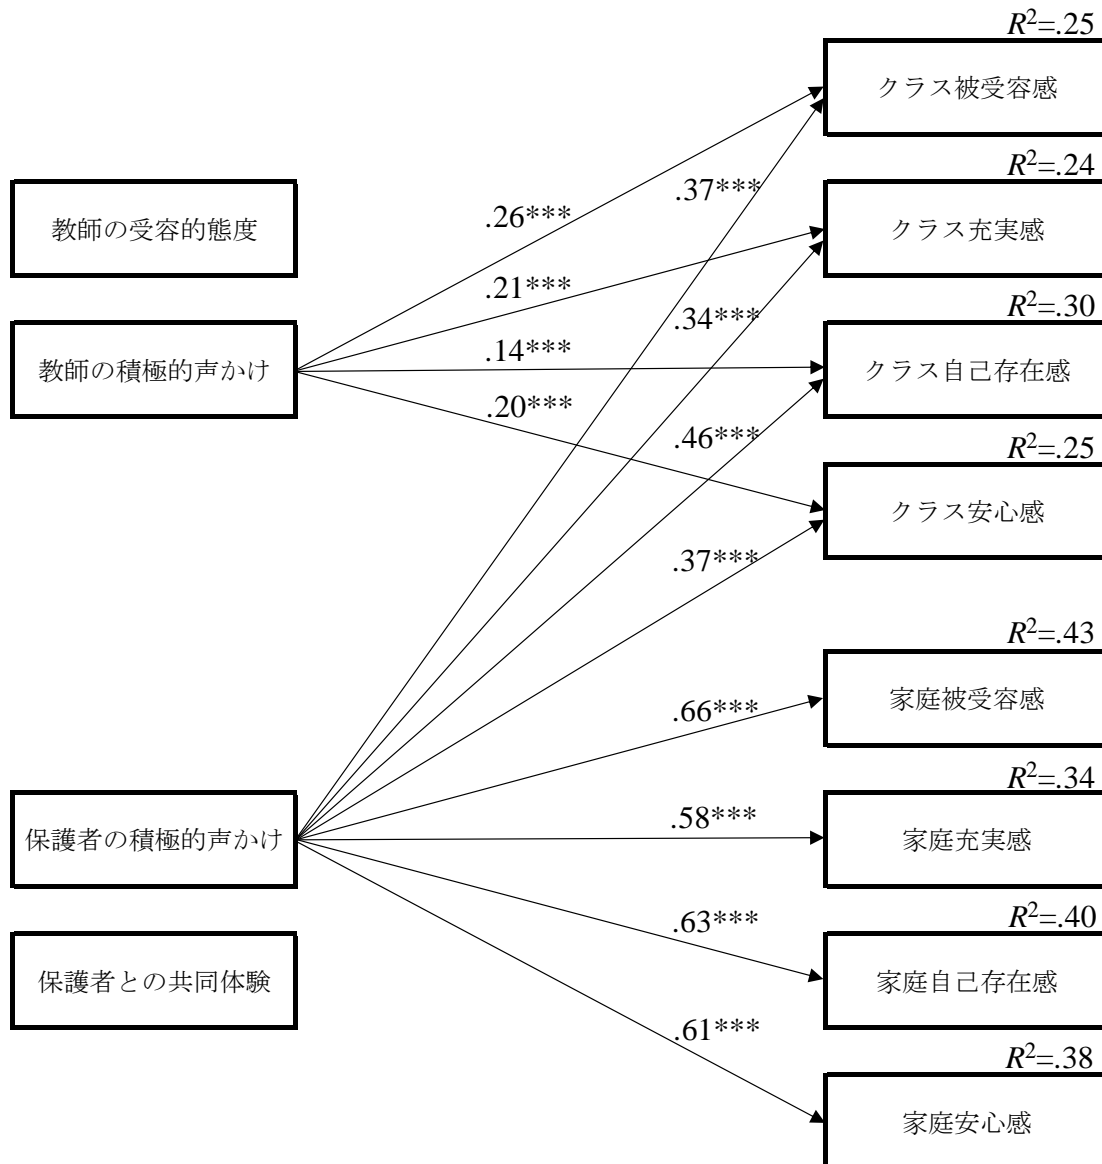 R²=.25
クラス被受容感
R²=.24
.37***
教師の受容的態度
.26***
クラス充実感
.21***
R²=.30
.34***
.14***
教師の積極的声かけ
クラス自己存在感
.20***
.46***
R²=.25
クラス安心感
.37***
R²=.43
家庭被受容感
.66***
R²=.34
.58***
保護者の積極的声かけ
家庭充実感
R²=.40
.63***
保護者との共同体験
家庭自己存在感
.61***
R²=.38
家庭安心感